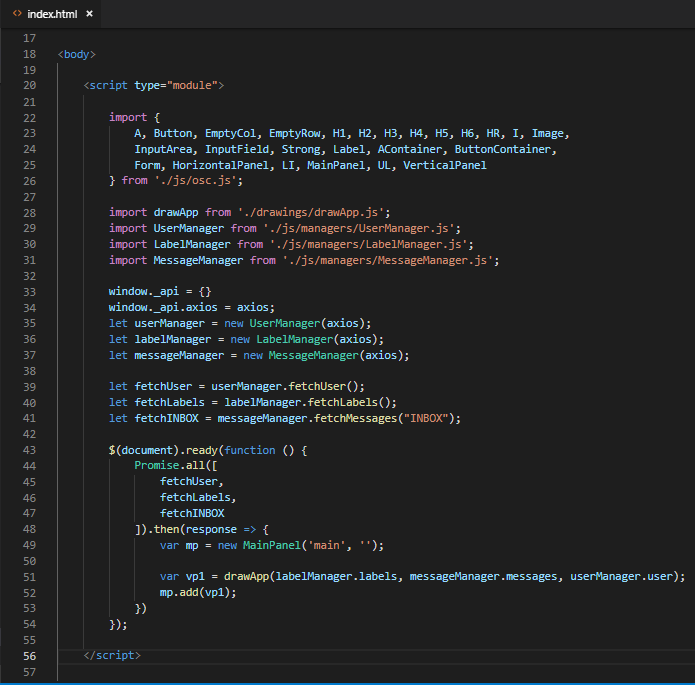 <> index.html ×
17
18 <body>
19
20     <script type="module">
21
22         import {
23             A, Button, EmptyCol, EmptyRow, H1, H2, H3, H4, H5, H6, HR, I, Image,
24             InputArea, InputField, Strong, Label, AContainer, ButtonContainer,
25             Form, HorizontalPanel, LI, MainPanel, UL, VerticalPanel
26         } from './js/osc.js';
27
28         import drawApp from './drawings/drawApp.js';
29         import UserManager from './js/managers/UserManager.js';
30         import LabelManager from './js/managers/LabelManager.js';
31         import MessageManager from './js/managers/MessageManager.js';
32
33         window._api = {}
34         window._api.axios = axios;
35         let userManager = new UserManager(axios);
36         let labelManager = new LabelManager(axios);
37         let messageManager = new MessageManager(axios);
38
39         let fetchUser = userManager.fetchUser();
40         let fetchLabels = labelManager.fetchLabels();
41         let fetchINBOX = messageManager.fetchMessages("INBOX");
42
43         $(document).ready(function () {
44             Promise.all([
45                 fetchUser,
46                 fetchLabels,
47                 fetchINBOX
48             ]).then(response => {
49                 var mp = new MainPanel('main', '');
50
51                 var vp1 = drawApp(labelManager.labels, messageManager.messages, userManager.user);
52                 mp.add(vp1);
53             })
54         });
55
56     </script>
57